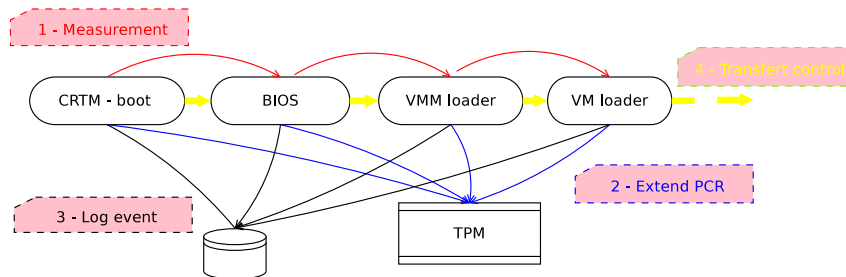 1 - Measurement
4 - Transfert control
CRTM - boot
BIOS
VMM loader
VM loader
2 - Extend PCR
3 - Log event
TPM